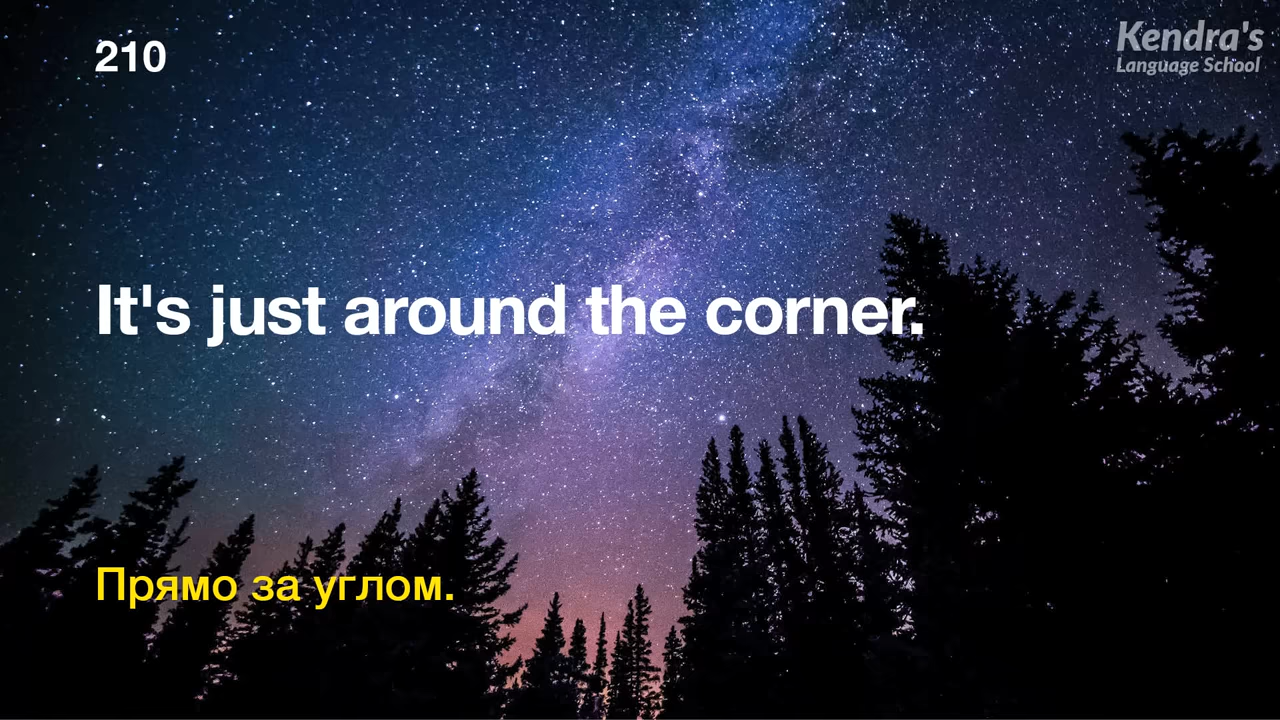 210
Kendra's
Language School
It's just around the corner.
Прямо за углом.